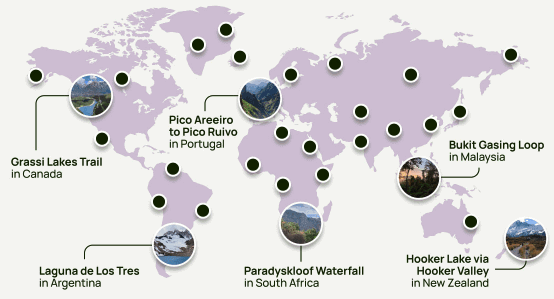 Pico Areeiro
to Pico Ruivo
in Portugal
Bukit Gasing Loop
in Malaysia
Grassi Lakes Trail
in Canada
Laguna de Los Tres
in Argentina
Paradyskloof Waterfall
in South Africa
Hooker Lake via
Hooker Valley
in New Zealand